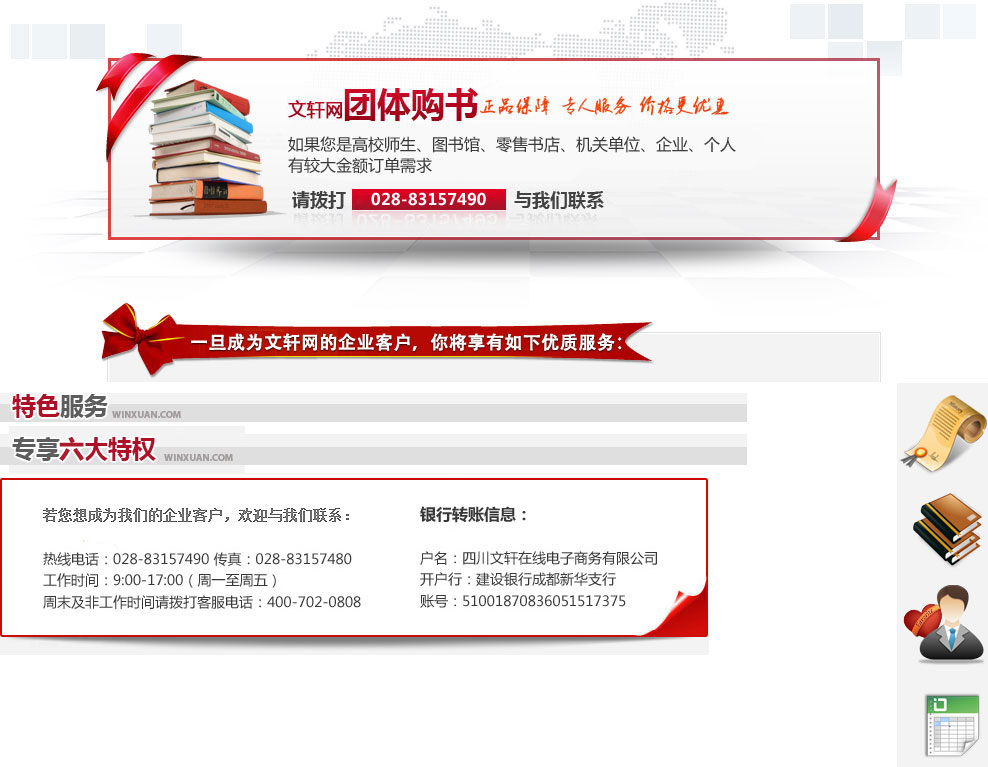 文轩网团体购书 正品保障 专人服务 价格更优惠
如果您是高校师生、图书馆、零售书店、机关单位、企业、个人
有较大金额订单需求
请拨打 028-83157490 与我们联系
一旦成为文轩网的企业客户，你将享有如下优质服务：
特色服务 WINXUAN.COM
专享六大特权 WINXUAN.COM
若您想成为我们的企业客户，欢迎与我们联系：
热线电话：028-83157490 传真：028-83157480
工作时间：9:00-17:00（周一至周五）
周末及非工作时间请拨打客服电话：400-702-0808
银行转账信息：
户名：四川文轩在线电子商务有限公司
开户行：建设银行成都新华支行
账号：51001870836051517375